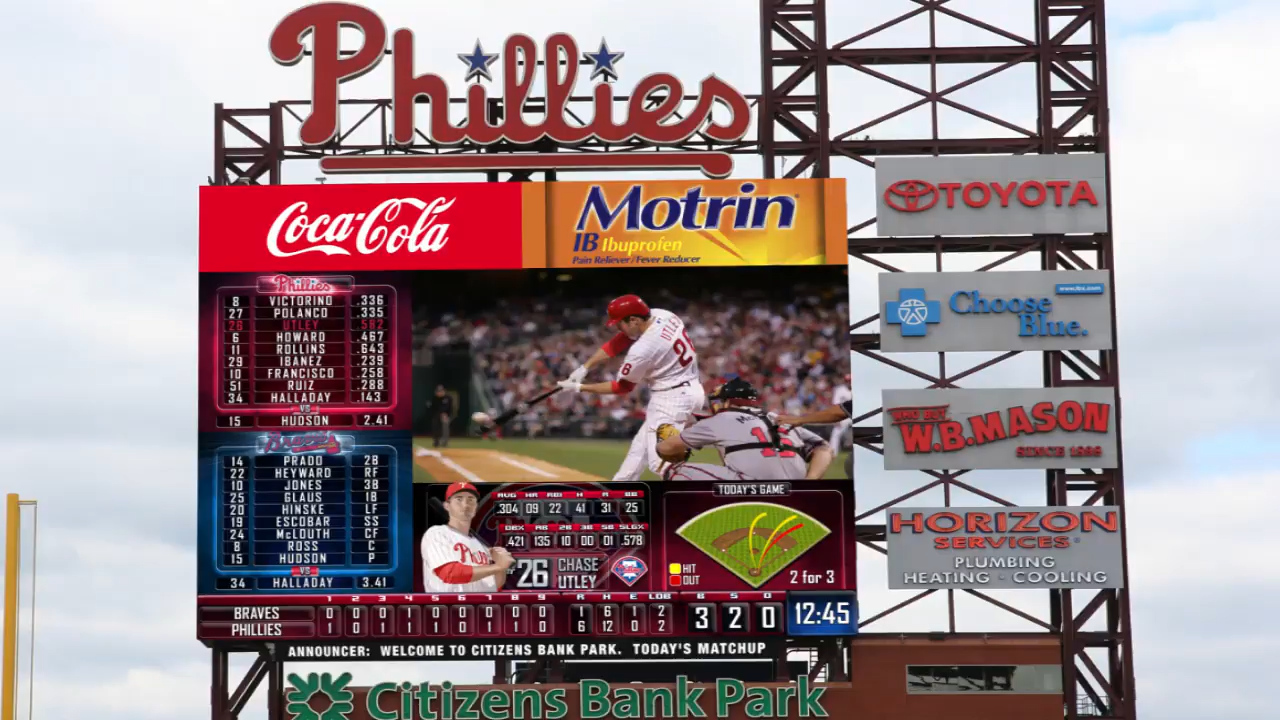 Phillies
Coca-Cola
Motrin
IB Ibuprofen
Pain Reliever/Fever Reducer
TOYOTA
www.ibx.com
Choose
Blue.
W.B.MASON
SINCE 1898
HORIZON
SERVICES
PLUMBING
HEATING - COOLING
Phillies
8 VICTORINO .336
27 POLANCO .335
26 UTLEY .582
6 HOWARD .467
11 ROLLINS .643
29 IBANEZ .239
10 FRANCISCO .258
51 RUIZ .288
34 HALLADAY .143
VS
15 HUDSON 2.41
Braves
14 PRADO 2B
22 HEYWARD RF
10 JONES 3B
25 GLAUS 1B
20 HINSKE LF
19 ESCOBAR SS
24 McLOUTH CF
8 ROSS C
15 HUDSON P
VS
34 HALLADAY 3.41
UTLEY
26
Phillies
AVG HR RBI H R BB
.304 09 22 41 31 25
OBX AB 2B 3B SB SLGX
.421 135 10 00 01 .578
#26 CHASE
UTLEY
TODAY'S GAME
HIT
OUT
2 for 3
1 2 3 4 5 6 7 8 9 R H E LOB B S O
BRAVES 0 0 0 1 0 0 0 0 0 1 6 1 2 3 2 0
PHILLIES 1 0 1 1 0 1 1 1 0 6 12 0 2
12:45
ANNOUNCER: WELCOME TO CITIZENS BANK PARK. TODAY'S MATCHUP
Citizens Bank Park